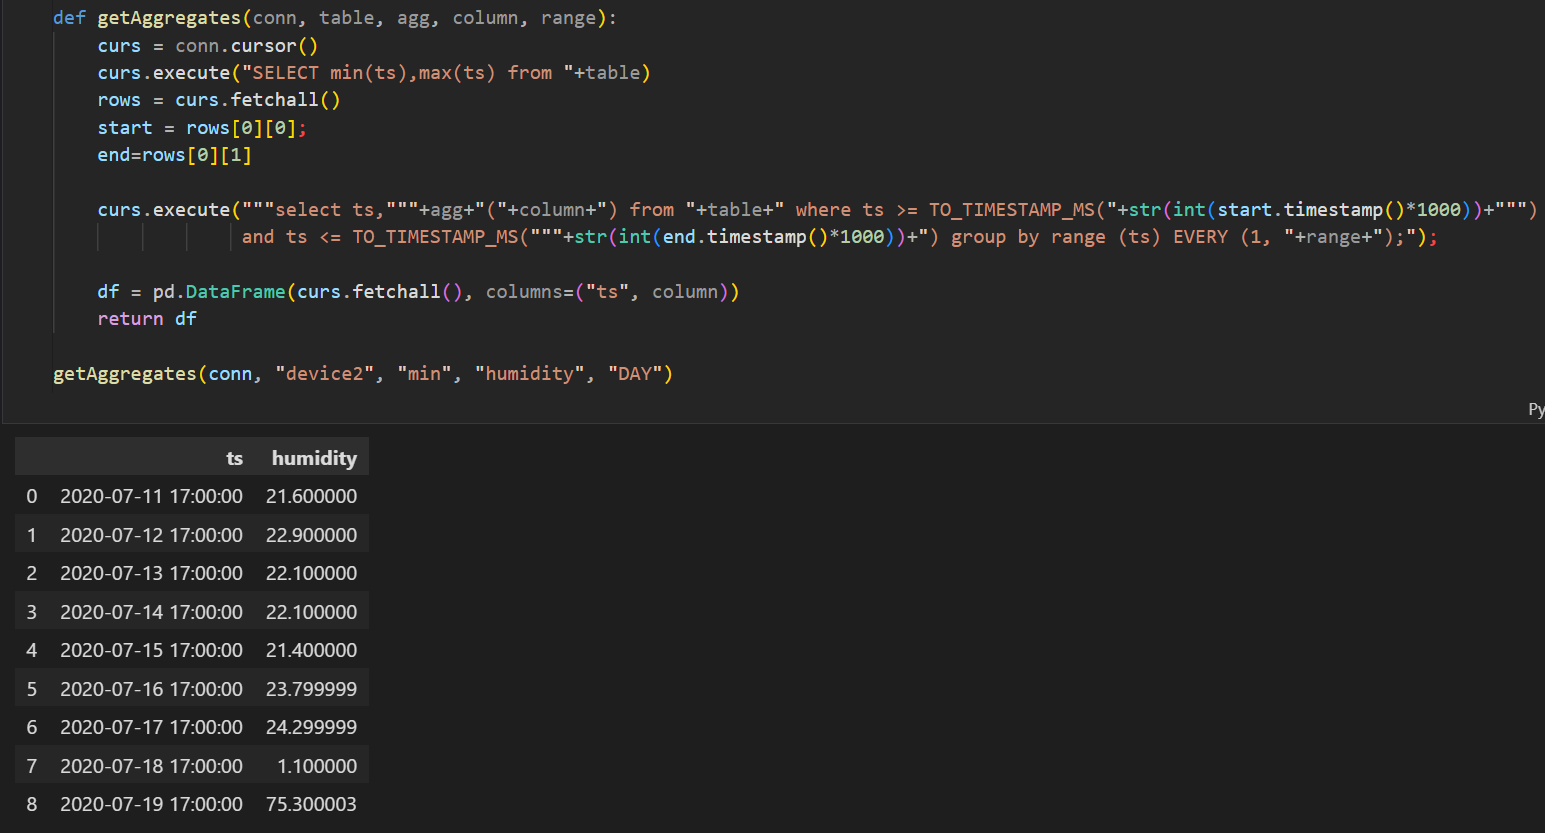 def getAggregates(conn, table, agg, column, range):
curs = conn.cursor()
curs.execute("SELECT min(ts),max(ts) from "+table)
rows = curs.fetchall()
start = rows[0][0];
end=rows[0][1]
curs.execute("""select ts,"""+agg+"("+column+") from "+table+" where ts >= TO_TIMESTAMP_MS("+str(int(start.timestamp()*1000))+""")
and ts <= TO_TIMESTAMP_MS("""+str(int(end.timestamp()*1000))+") group by range (ts) EVERY (1, "+range+");");
df = pd.DataFrame(curs.fetchall(), columns=("ts", column))
return df
getAggregates(conn, "device2", "min", "humidity", "DAY")
Py
ts humidity
0 2020-07-11 17:00:00 21.600000
1 2020-07-12 17:00:00 22.900000
2 2020-07-13 17:00:00 22.100000
3 2020-07-14 17:00:00 22.100000
4 2020-07-15 17:00:00 21.400000
5 2020-07-16 17:00:00 23.799999
6 2020-07-17 17:00:00 24.299999
7 2020-07-18 17:00:00 1.100000
8 2020-07-19 17:00:00 75.300003